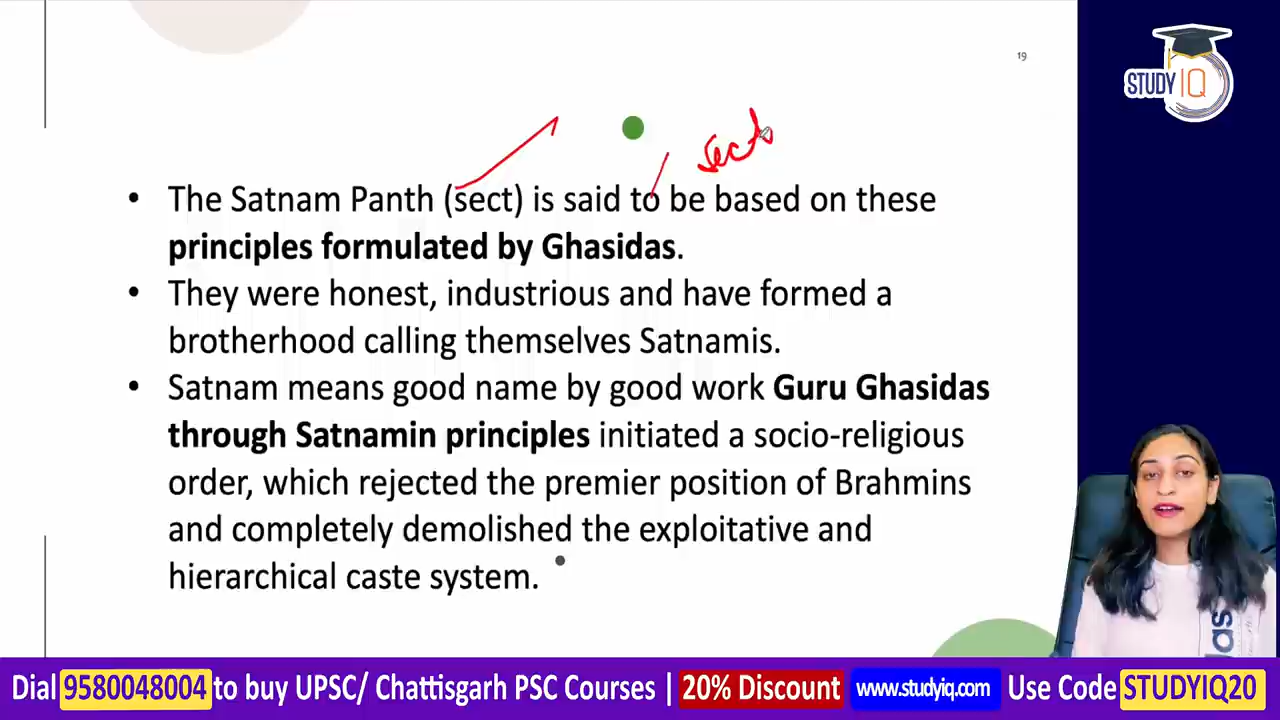 19
STUDY IQ
sect
• The Satnam Panth (sect) is said to be based on these
principles formulated by Ghasidas.
• They were honest, industrious and have formed a
brotherhood calling themselves Satnamis.
• Satnam means good name by good work Guru Ghasidas
through Satnamin principles initiated a socio-religious
order, which rejected the premier position of Brahmins
and completely demolished the exploitative and
hierarchical caste system.
das
Dial 9580048004 to buy UPSC/ Chattisgarh PSC Courses | 20% Discount www.studyiq.com Use Code STUDYIQ20